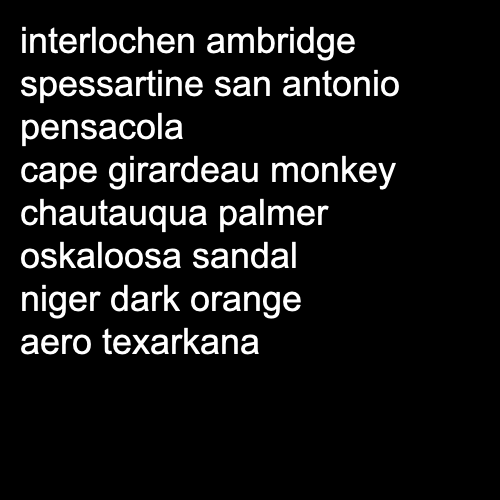 interlochen ambridge
spessartine san antonio
pensacola
cape girardeau monkey
chautauqua palmer
oskaloosa sandal
niger dark orange
aero texarkana